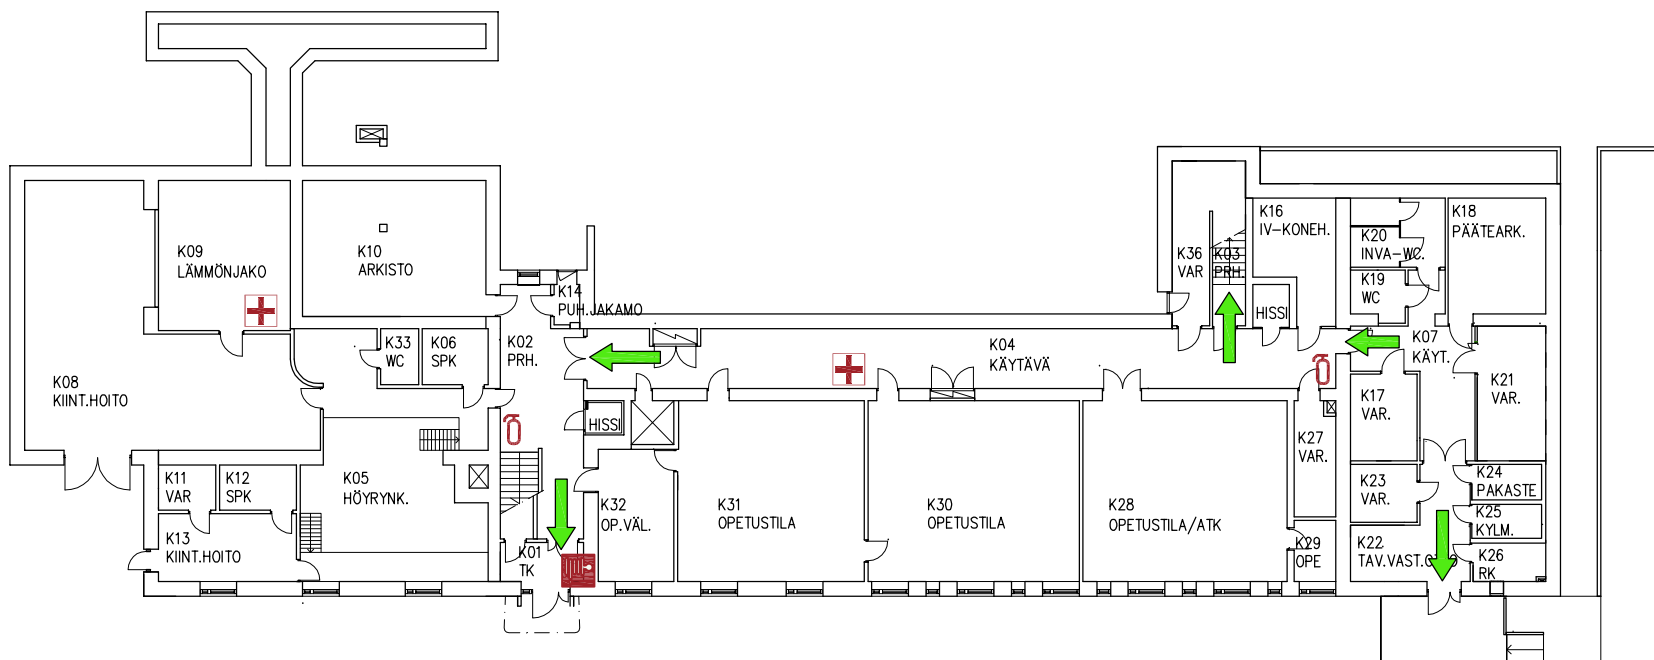 K09
LÄMMÖNJAKO
K10
ARKISTO
K14
PUH.JAKAMO
K36
VAR
K03
PRH.
K16
IV-KONEH.
HISSI
K20
INVA-WC.
K18
PÄÄTEARK.
K19
WC
K08
KIINT.HOITO
K33
WC
K06
SPK
K02
PRH.
K04
KÄYTÄVÄ
K07
KÄYT.
K17
VAR.
K21
VAR.
HISSI
K27
VAR.
K11
VAR
K12
SPK
K05
HÖYRYNK.
K13
KIINT.HOITO
K01
TK
K32
OP.VÄL.
K31
OPETUSTILA
K30
OPETUSTILA
K28
OPETUSTILA/ATK
K29
OPE
K23
VAR.
K24
PAKASTE
K25
KYLM.
K22
TAV.VAST.
K26
RK